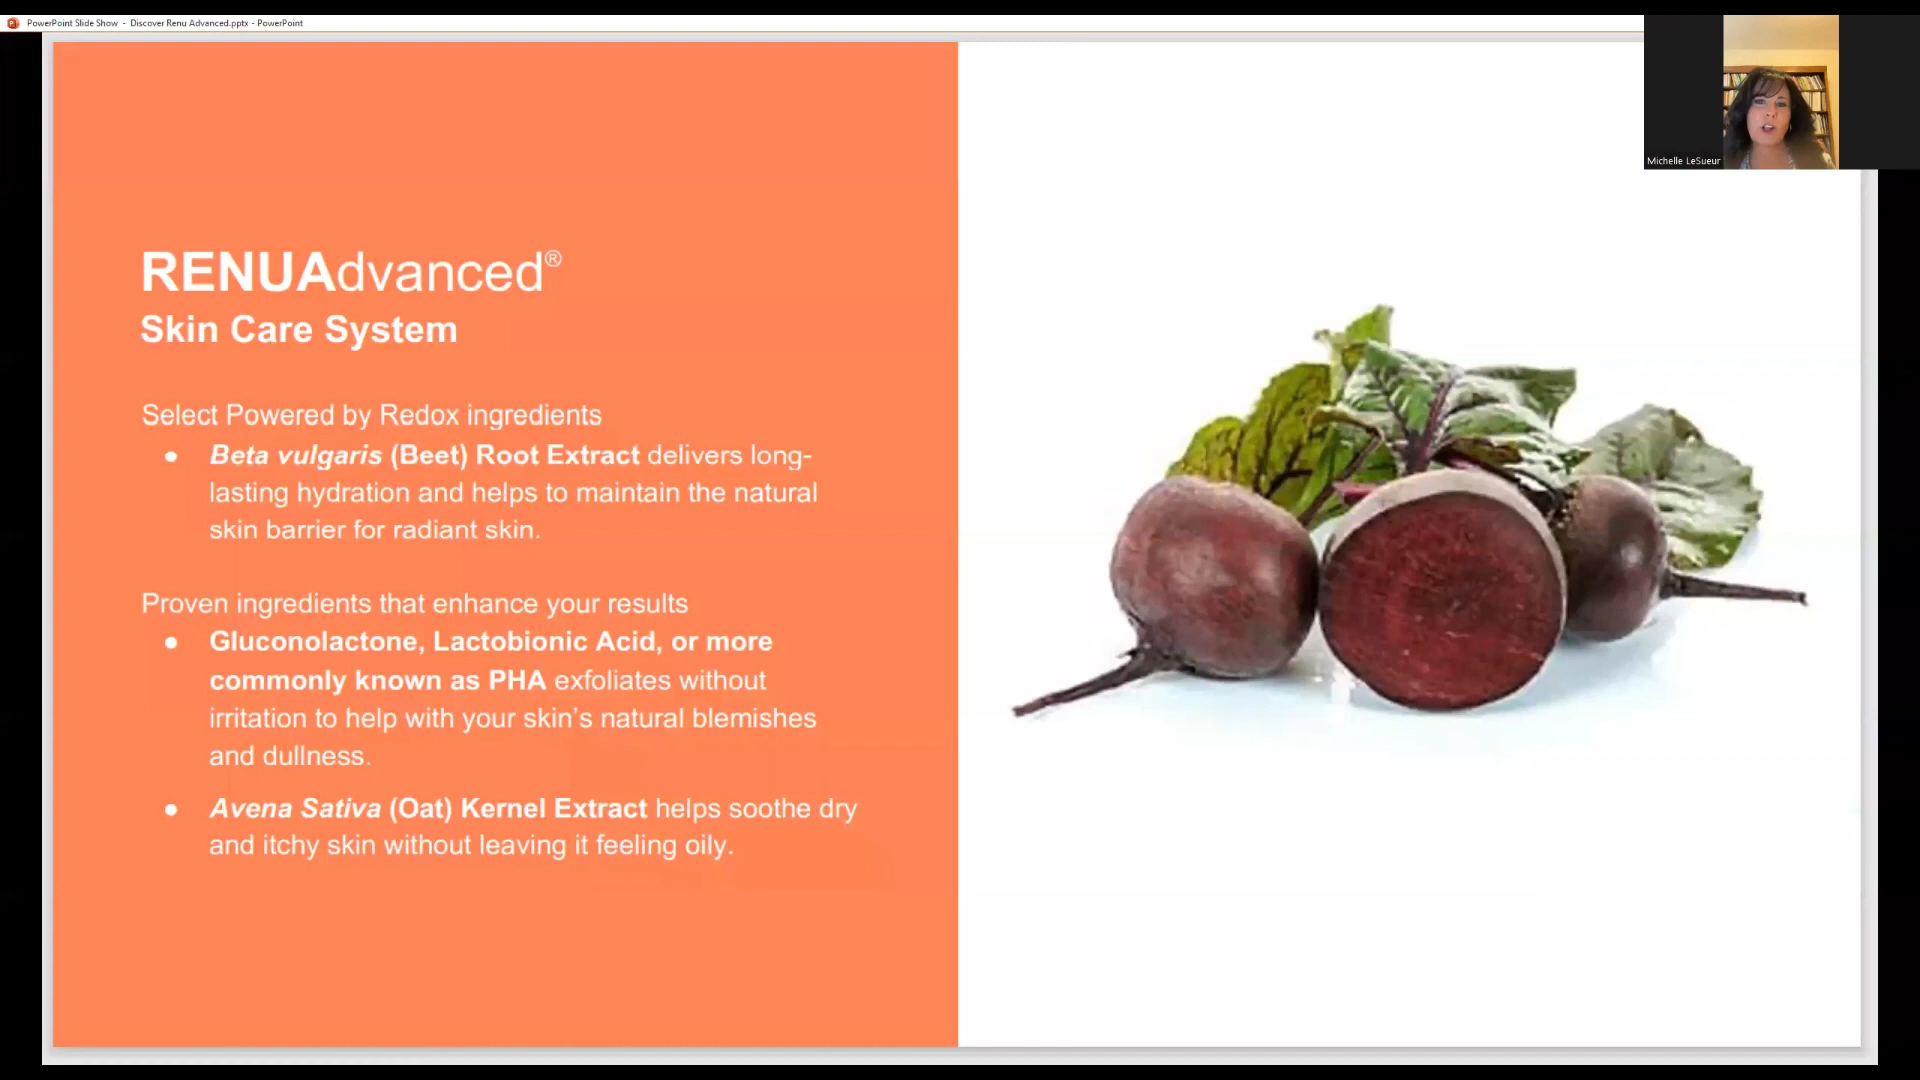 PowerPoint Slide Show - Discover Renu Advanced.pptx - PowerPoint
Michelle LeSueur
RENUAdvanced®
Skin Care System
Select Powered by Redox ingredients
● Beta vulgaris (Beet) Root Extract delivers long-
lasting hydration and helps to maintain the natural
skin barrier for radiant skin.
Proven ingredients that enhance your results
● Gluconolactone, Lactobionic Acid, or more
commonly known as PHA exfoliates without
irritation to help with your skin’s natural blemishes
and dullness.
● Avena Sativa (Oat) Kernel Extract helps soothe dry
and itchy skin without leaving it feeling oily.